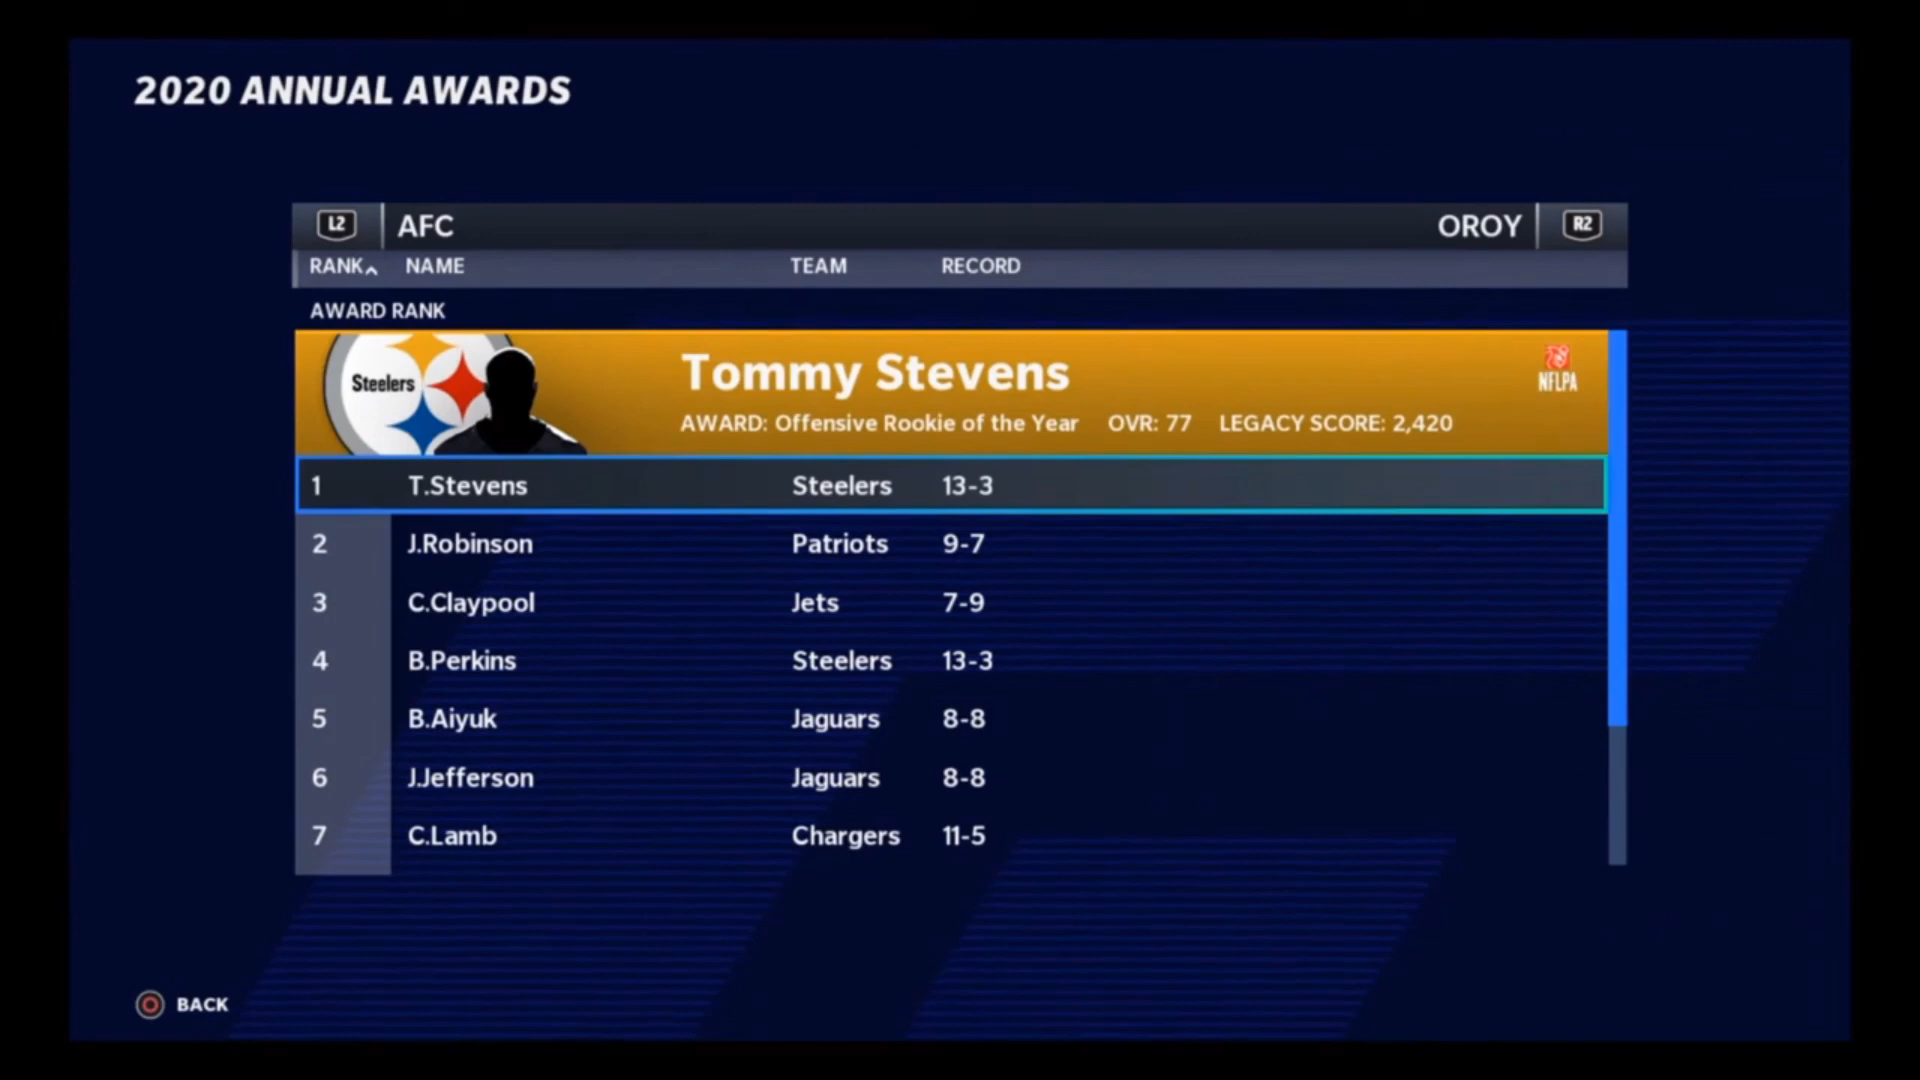 2020 ANNUAL AWARDS
L2 AFC OROY R2
RANK NAME TEAM RECORD
AWARD RANK
Steelers
Tommy Stevens
NFLPA
AWARD: Offensive Rookie of the Year OVR: 77 LEGACY SCORE: 2,420
1 T.Stevens Steelers 13-3
2 J.Robinson Patriots 9-7
3 C.Claypool Jets 7-9
4 B.Perkins Steelers 13-3
5 B.Aiyuk Jaguars 8-8
6 J.Jefferson Jaguars 8-8
7 C.Lamb Chargers 11-5
BACK